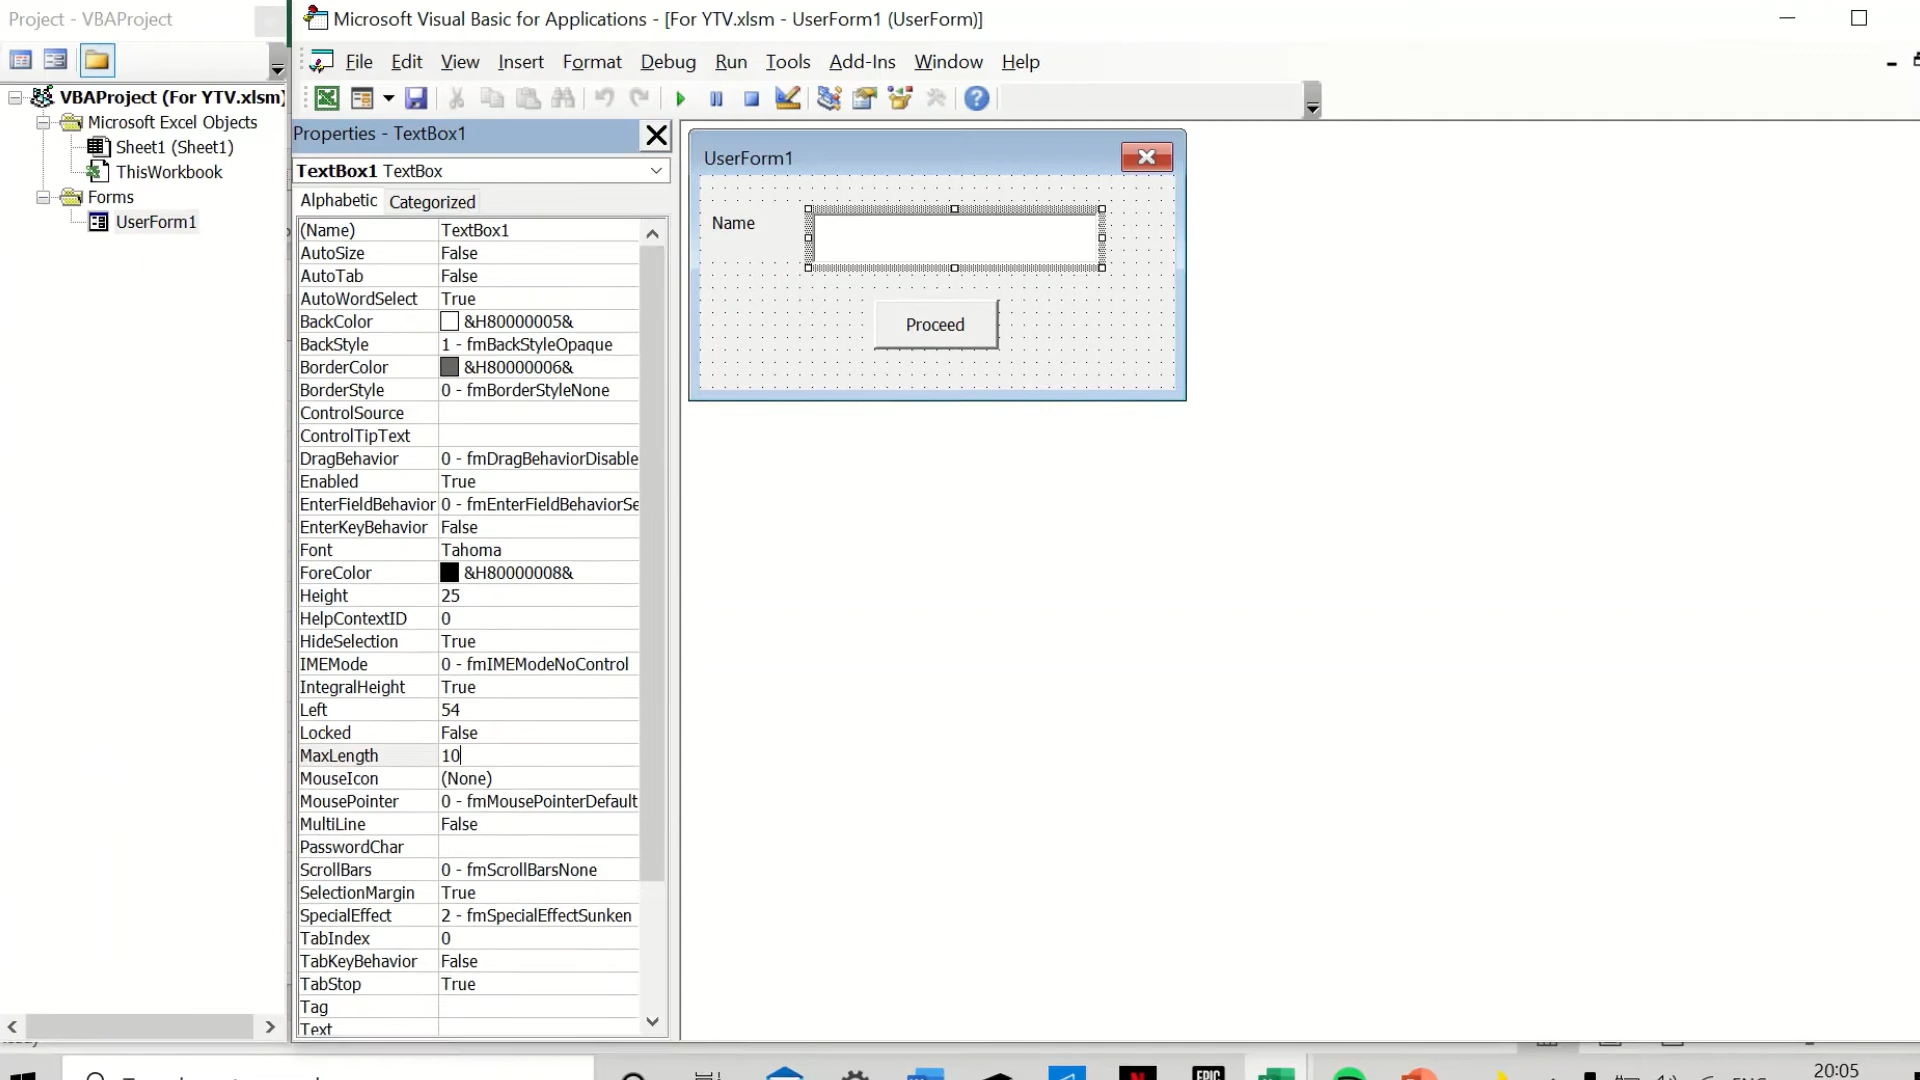 Project - VBAProject
Microsoft Visual Basic for Applications - [For YTV.xlsm - UserForm1 (UserForm)]
File Edit View Insert Format Debug Run Tools Add-Ins Window Help
VBAProject (For YTV.xlsm)
Microsoft Excel Objects
Sheet1 (Sheet1)
ThisWorkbook
Forms
UserForm1
Properties - TextBox1
TextBox1 TextBox
Alphabetic Categorized
(Name) TextBox1
AutoSize False
AutoTab False
AutoWordSelect True
BackColor &H80000005&
BackStyle 1 - fmBackStyleOpaque
BorderColor &H80000006&
BorderStyle 0 - fmBorderStyleNone
ControlSource
ControlTipText
DragBehavior 0 - fmDragBehaviorDisable
Enabled True
EnterFieldBehavior 0 - fmEnterFieldBehaviorSe
EnterKeyBehavior False
Font Tahoma
ForeColor &H80000008&
Height 25
HelpContextID 0
HideSelection True
IMEMode 0 - fmIMEModeNoControl
IntegralHeight True
Left 54
Locked False
MaxLength 10
MouseIcon (None)
MousePointer 0 - fmMousePointerDefault
MultiLine False
PasswordChar
ScrollBars 0 - fmScrollBarsNone
SelectionMargin True
SpecialEffect 2 - fmSpecialEffectSunken
TabIndex 0
TabKeyBehavior False
TabStop True
Tag
Text
UserForm1
Name
Proceed
EPIC
20:05